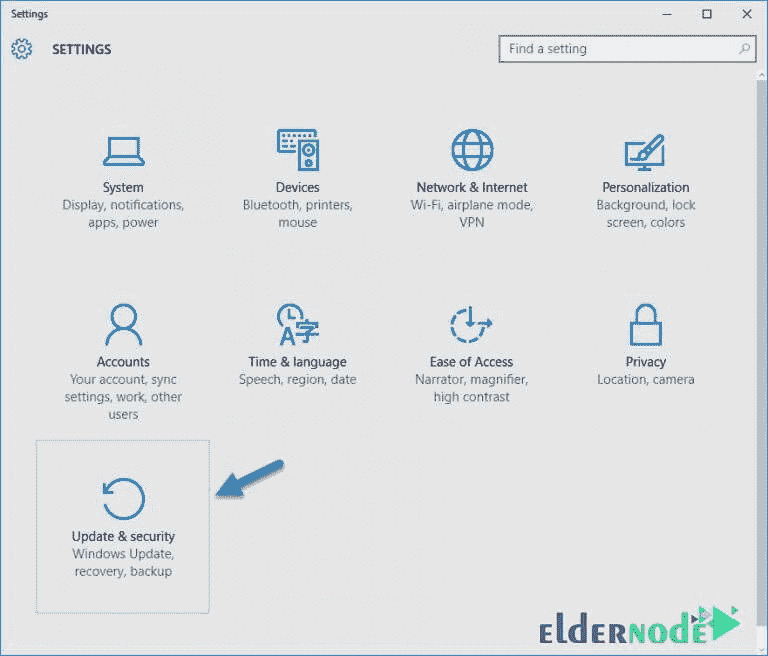 Settings
SETTINGS
Find a setting
System
Display, notifications,
apps, power
Devices
Bluetooth, printers,
mouse
Network & Internet
Wi-Fi, airplane mode,
VPN
Personalization
Background, lock
screen, colors
Accounts
Your account, sync
settings, work, other
users
A字
Time & language
Speech, region, date
Ease of Access
Narrator, magnifier,
high contrast
Privacy
Location, camera
Update & security
Windows Update,
recovery, backup
ELDERNODE